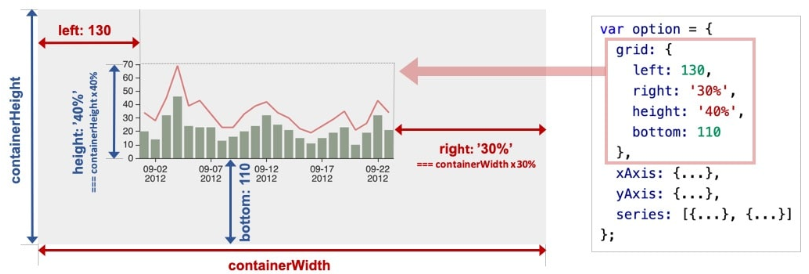 left: 130
containerHeight
height: '40%'
=== containerHeight x 40%
70
60
50
40
30
20
10
0
09-02
2012
09-07
2012
09-12
2012
09-17
2012
09-22
2012
bottom: 110
right: '30%'
=== containerWidth x 30%
containerWidth
var option = {
grid: {
left: 130,
right: '30%',
height: '40%',
bottom: 110
},
xAxis: {...},
yAxis: {...},
series: [{...}, {...}]
};